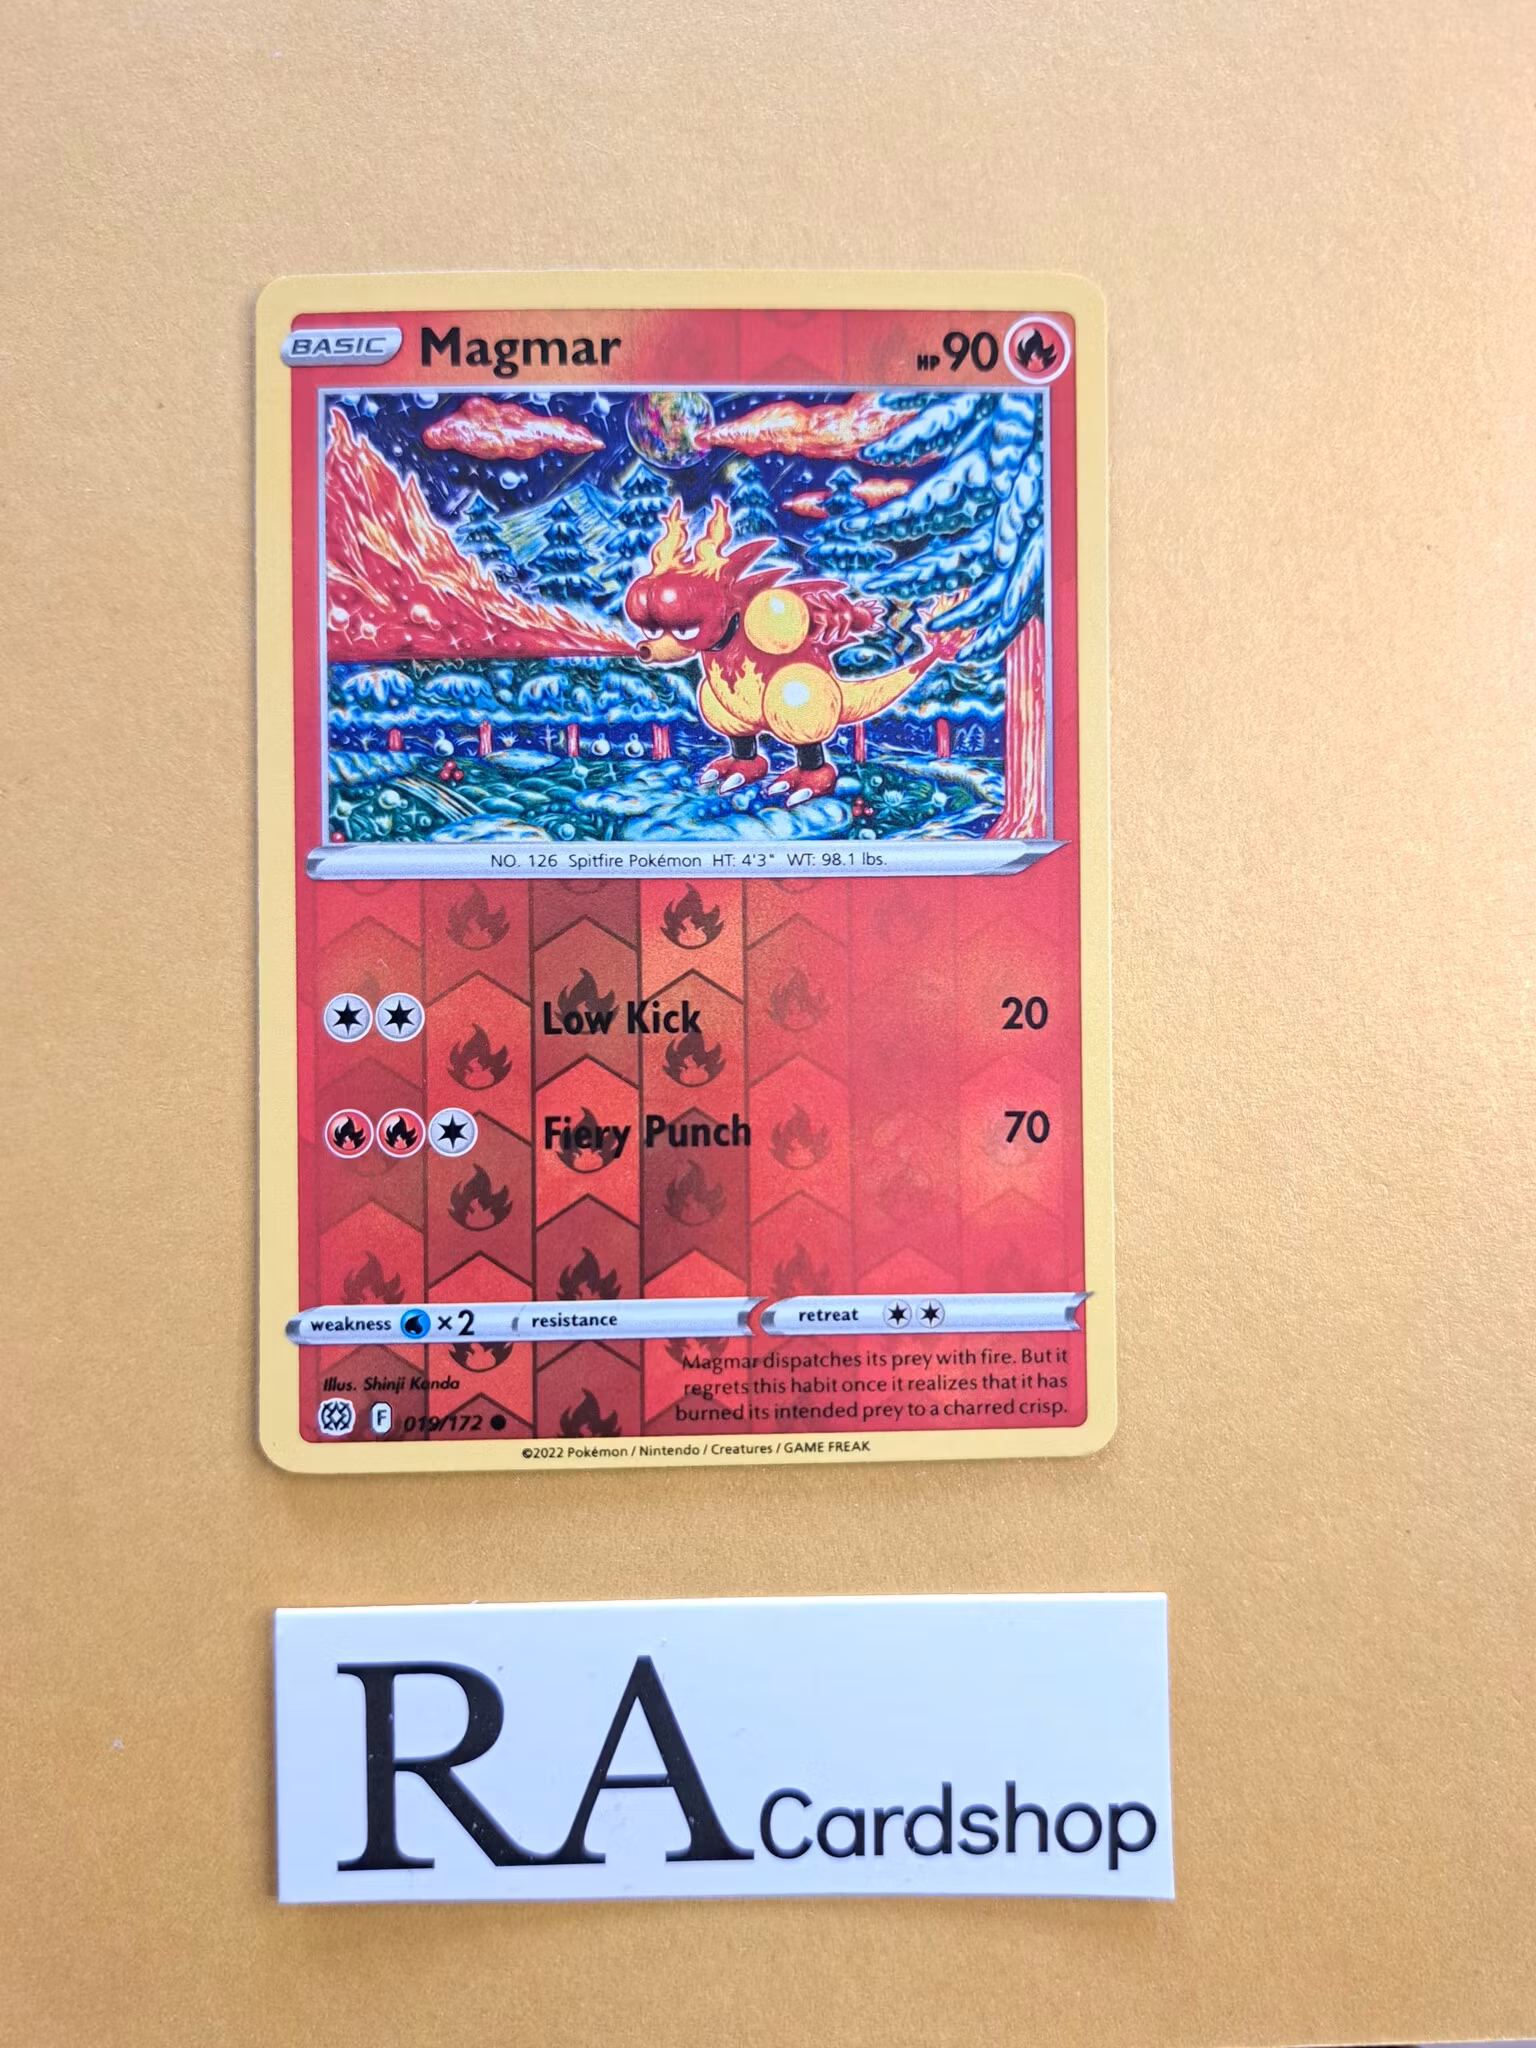 BASIC Magmar HP 90
NO. 126 Spitfire Pokémon HT: 4'3" WT: 98.1 lbs.
Low Kick 20
Fiery Punch 70
weakness ×2 resistance retreat
Magmar dispatches its prey with fire. But it
regrets this habit once it realizes that it has
burned its intended prey to a charred crisp.
Illus. Shinji Kanda
F 019/172
©2022 Pokémon / Nintendo / Creatures / GAME FREAK
RA Cardshop